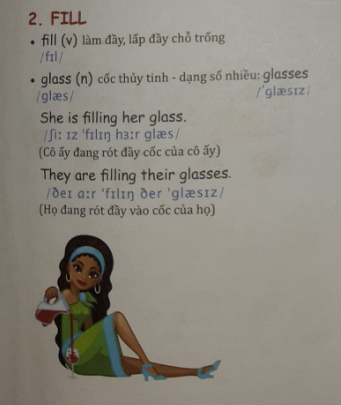 2. FILL
• fill (v) làm đầy, lấp đầy chỗ trống
/fɪl/
• glass (n) cốc thủy tinh - dạng số nhiều: glasses
/glæs/ /ˈglæsɪz/
She is filling her glass.
/ʃiː ɪz ˈfɪlɪŋ hɜːr glæs/
(Cô ấy đang rót đầy cốc của cô ấy)
They are filling their glasses.
/ðeɪ ɑːr ˈfɪlɪŋ ðer ˈglæsɪz/
(Họ đang rót đầy vào cốc của họ)